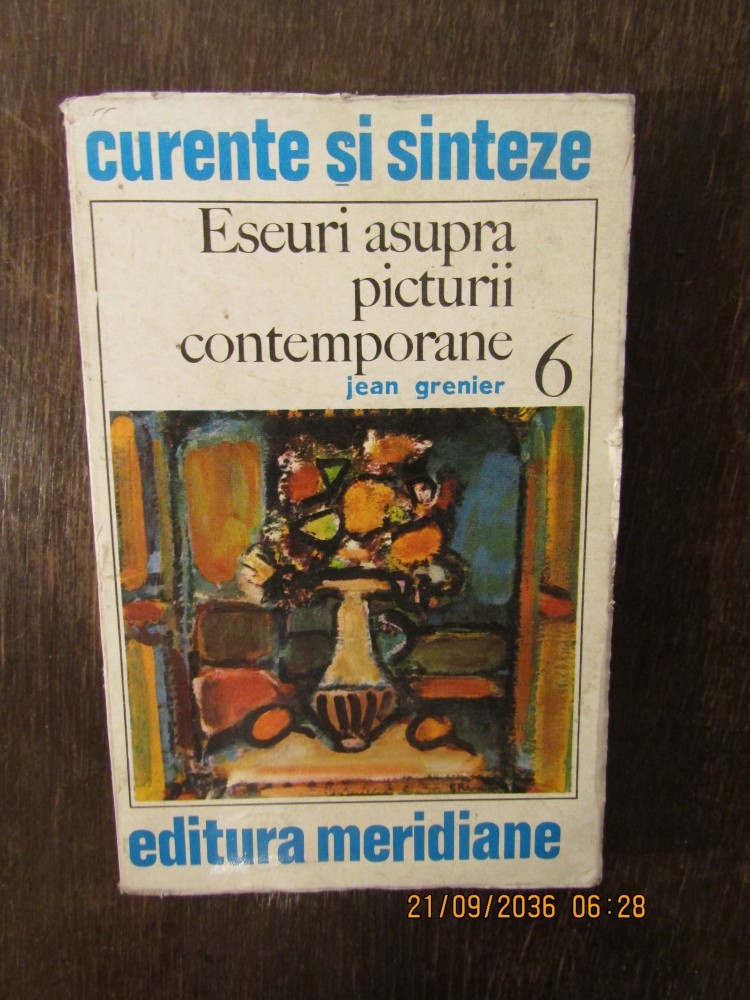 curente și sinteze
Eseuri asupra
picturii
contemporane
6
jean grenier
editura meridiane
21/09/2036 06:28